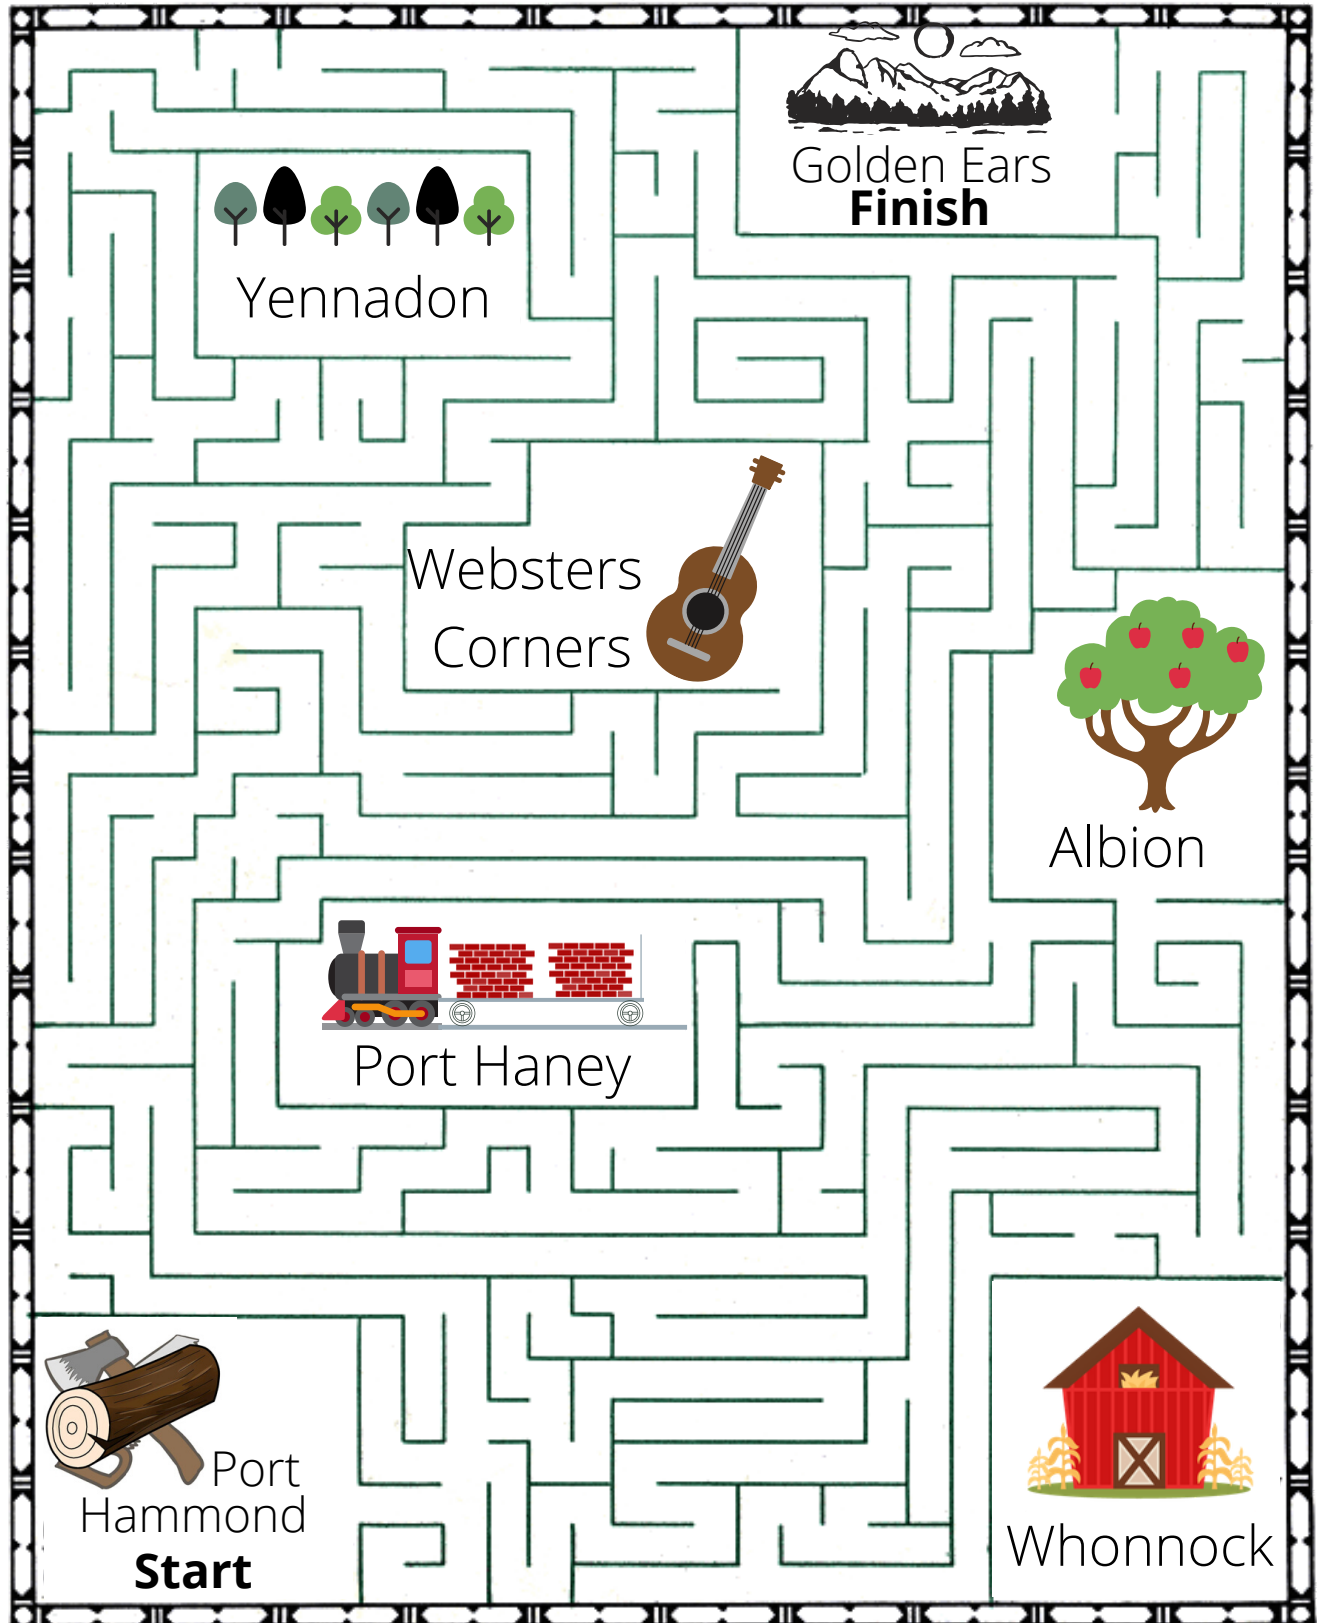 Golden Ears
Finish
Yennadon
Websters
Corners
Albion
Port Haney
Port
Hammond
Start
Whonnock